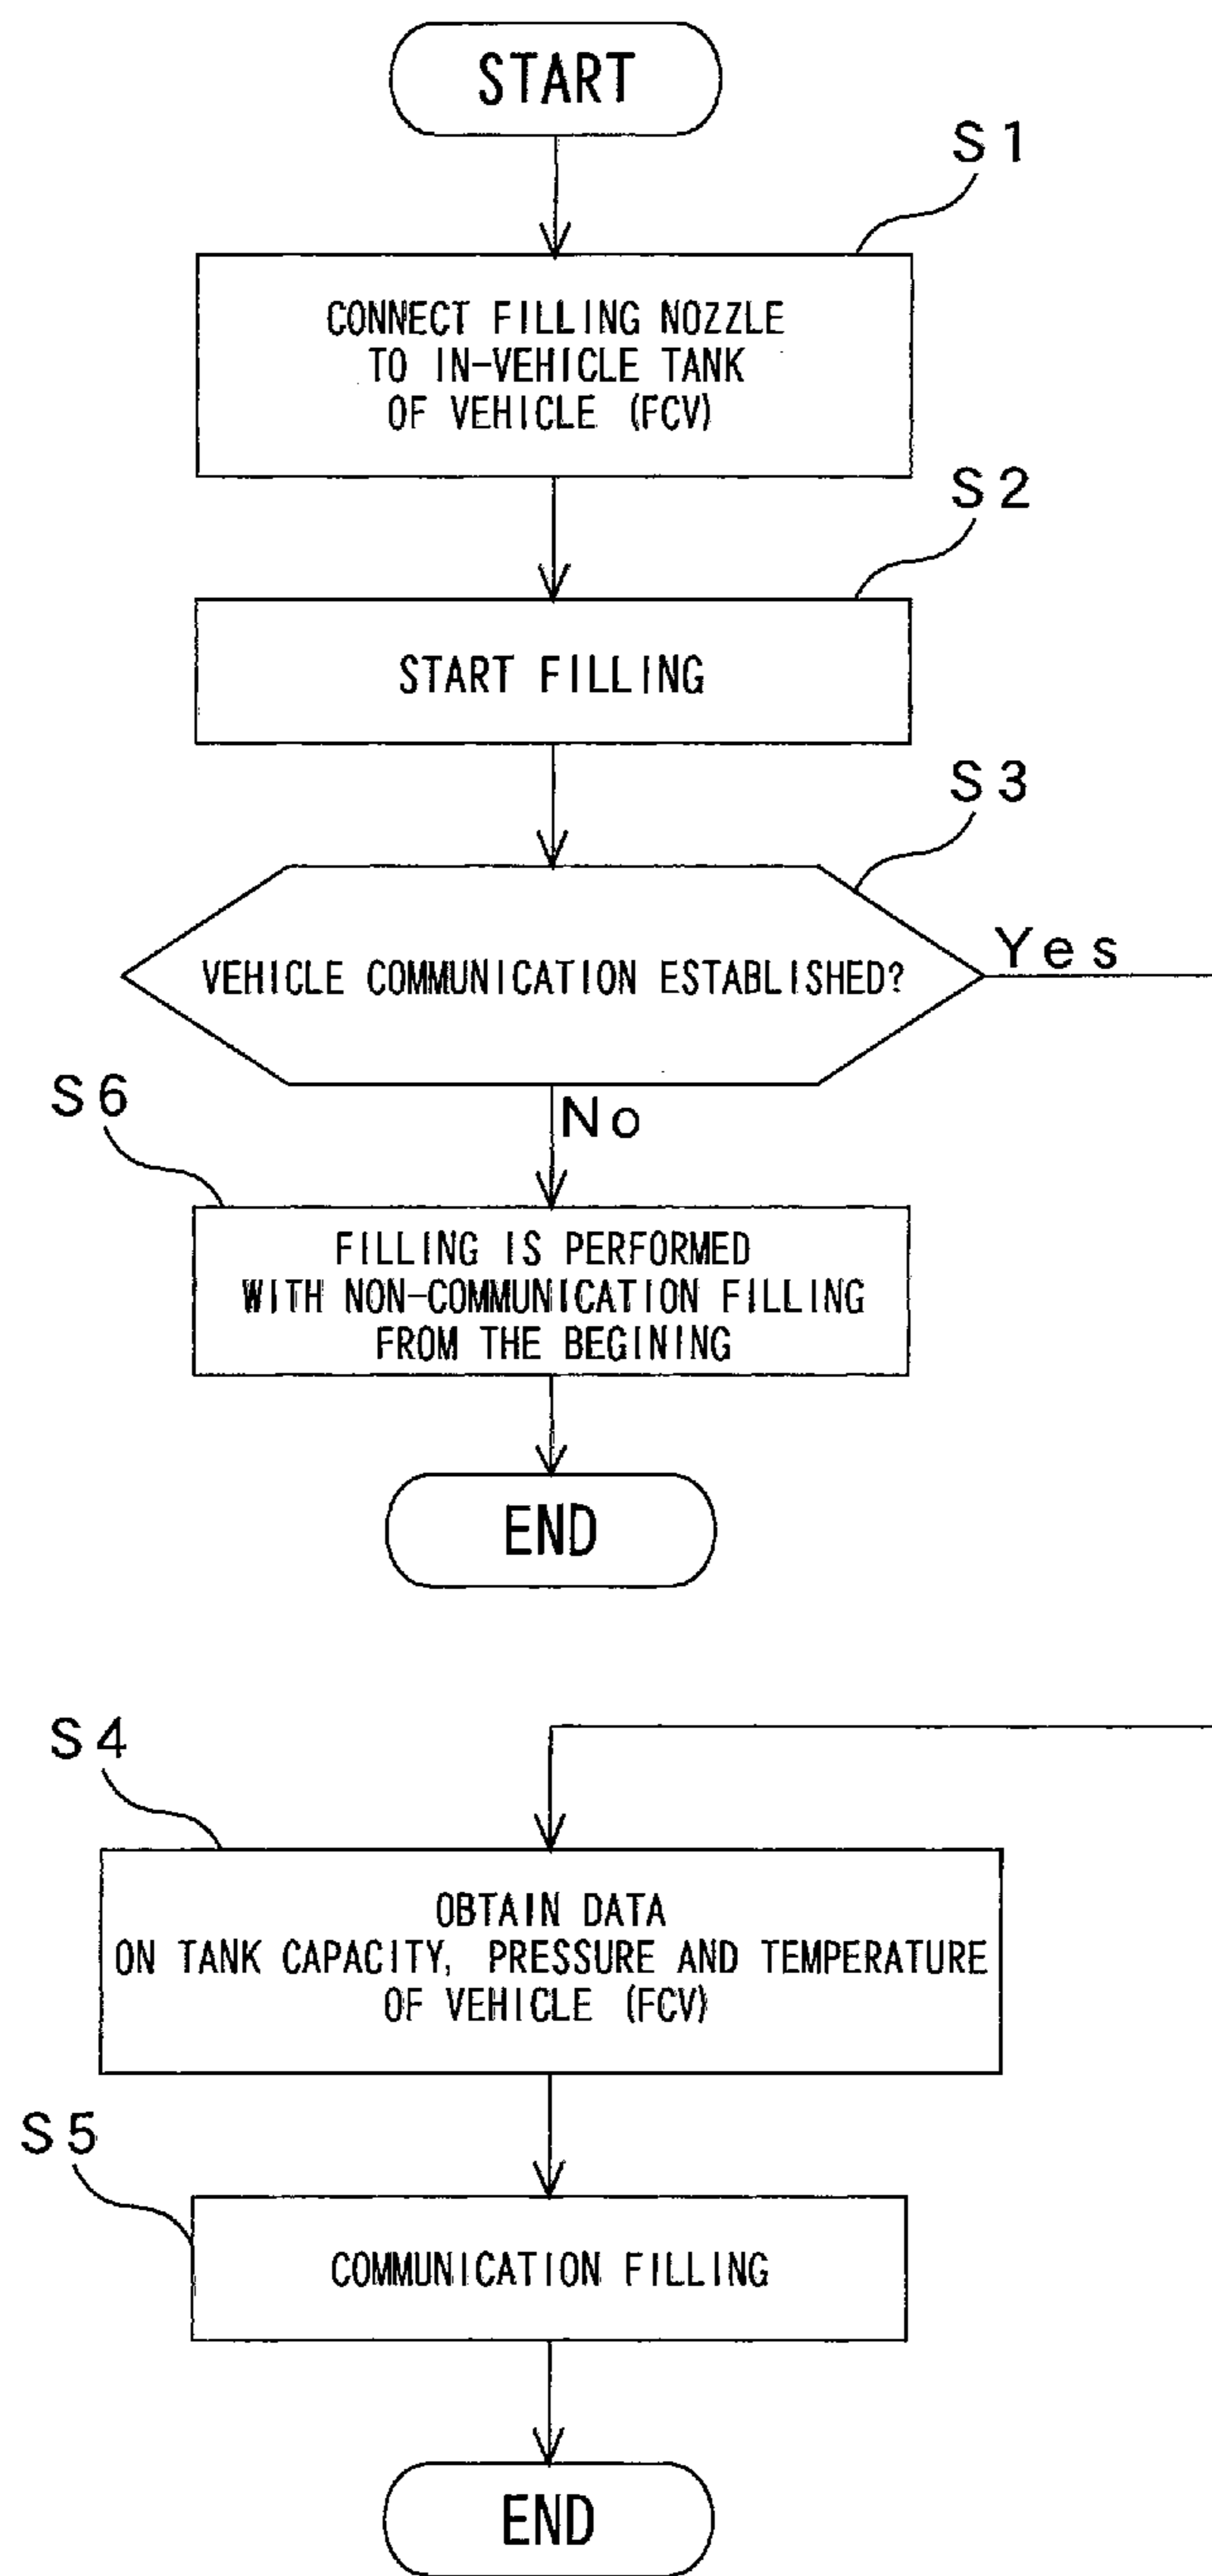 START
S1
CONNECT FILLING NOZZLE
TO IN-VEHICLE TANK
OF VEHICLE (FCV)
S2
START FILLING
S3
VEHICLE COMMUNICATION ESTABLISHED?
Yes
No
S6
FILLING IS PERFORMED
WITH NON-COMMUNICATION FILLING
FROM THE BEGINING
END
S4
OBTAIN DATA
ON TANK CAPACITY, PRESSURE AND TEMPERATURE
OF VEHICLE (FCV)
S5
COMMUNICATION FILLING
END